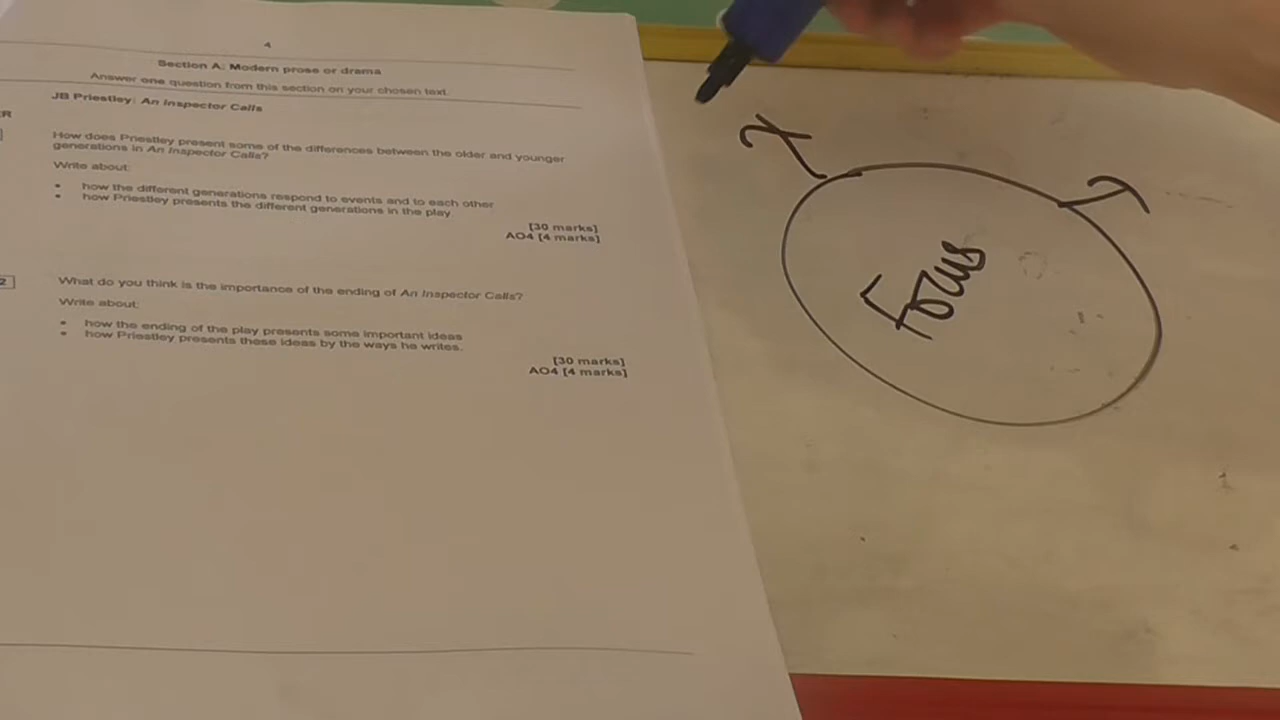 4
Section A: Modern prose or drama
Answer one question from this section on your chosen text.
JB Priestley: An Inspector Calls
R
How does Priestley present some of the differences between the older and younger
generations in An Inspector Calls?
Write about:
• how the different generations respond to events and to each other
• how Priestley presents the different generations in the play.
[30 marks]
AO4 [4 marks]
2
What do you think is the importance of the ending of An Inspector Calls?
Write about:
• how the ending of the play presents some important ideas
• how Priestley presents these ideas by the ways he writes.
[30 marks]
AO4 [4 marks]
Focus